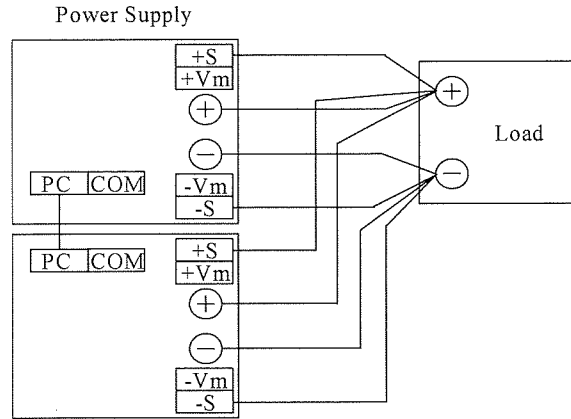 Power Supply
+S
+Vm
+
−
PC COM
-Vm
-S
+
Load
−
+S
PC COM
+Vm
+
−
-Vm
-S